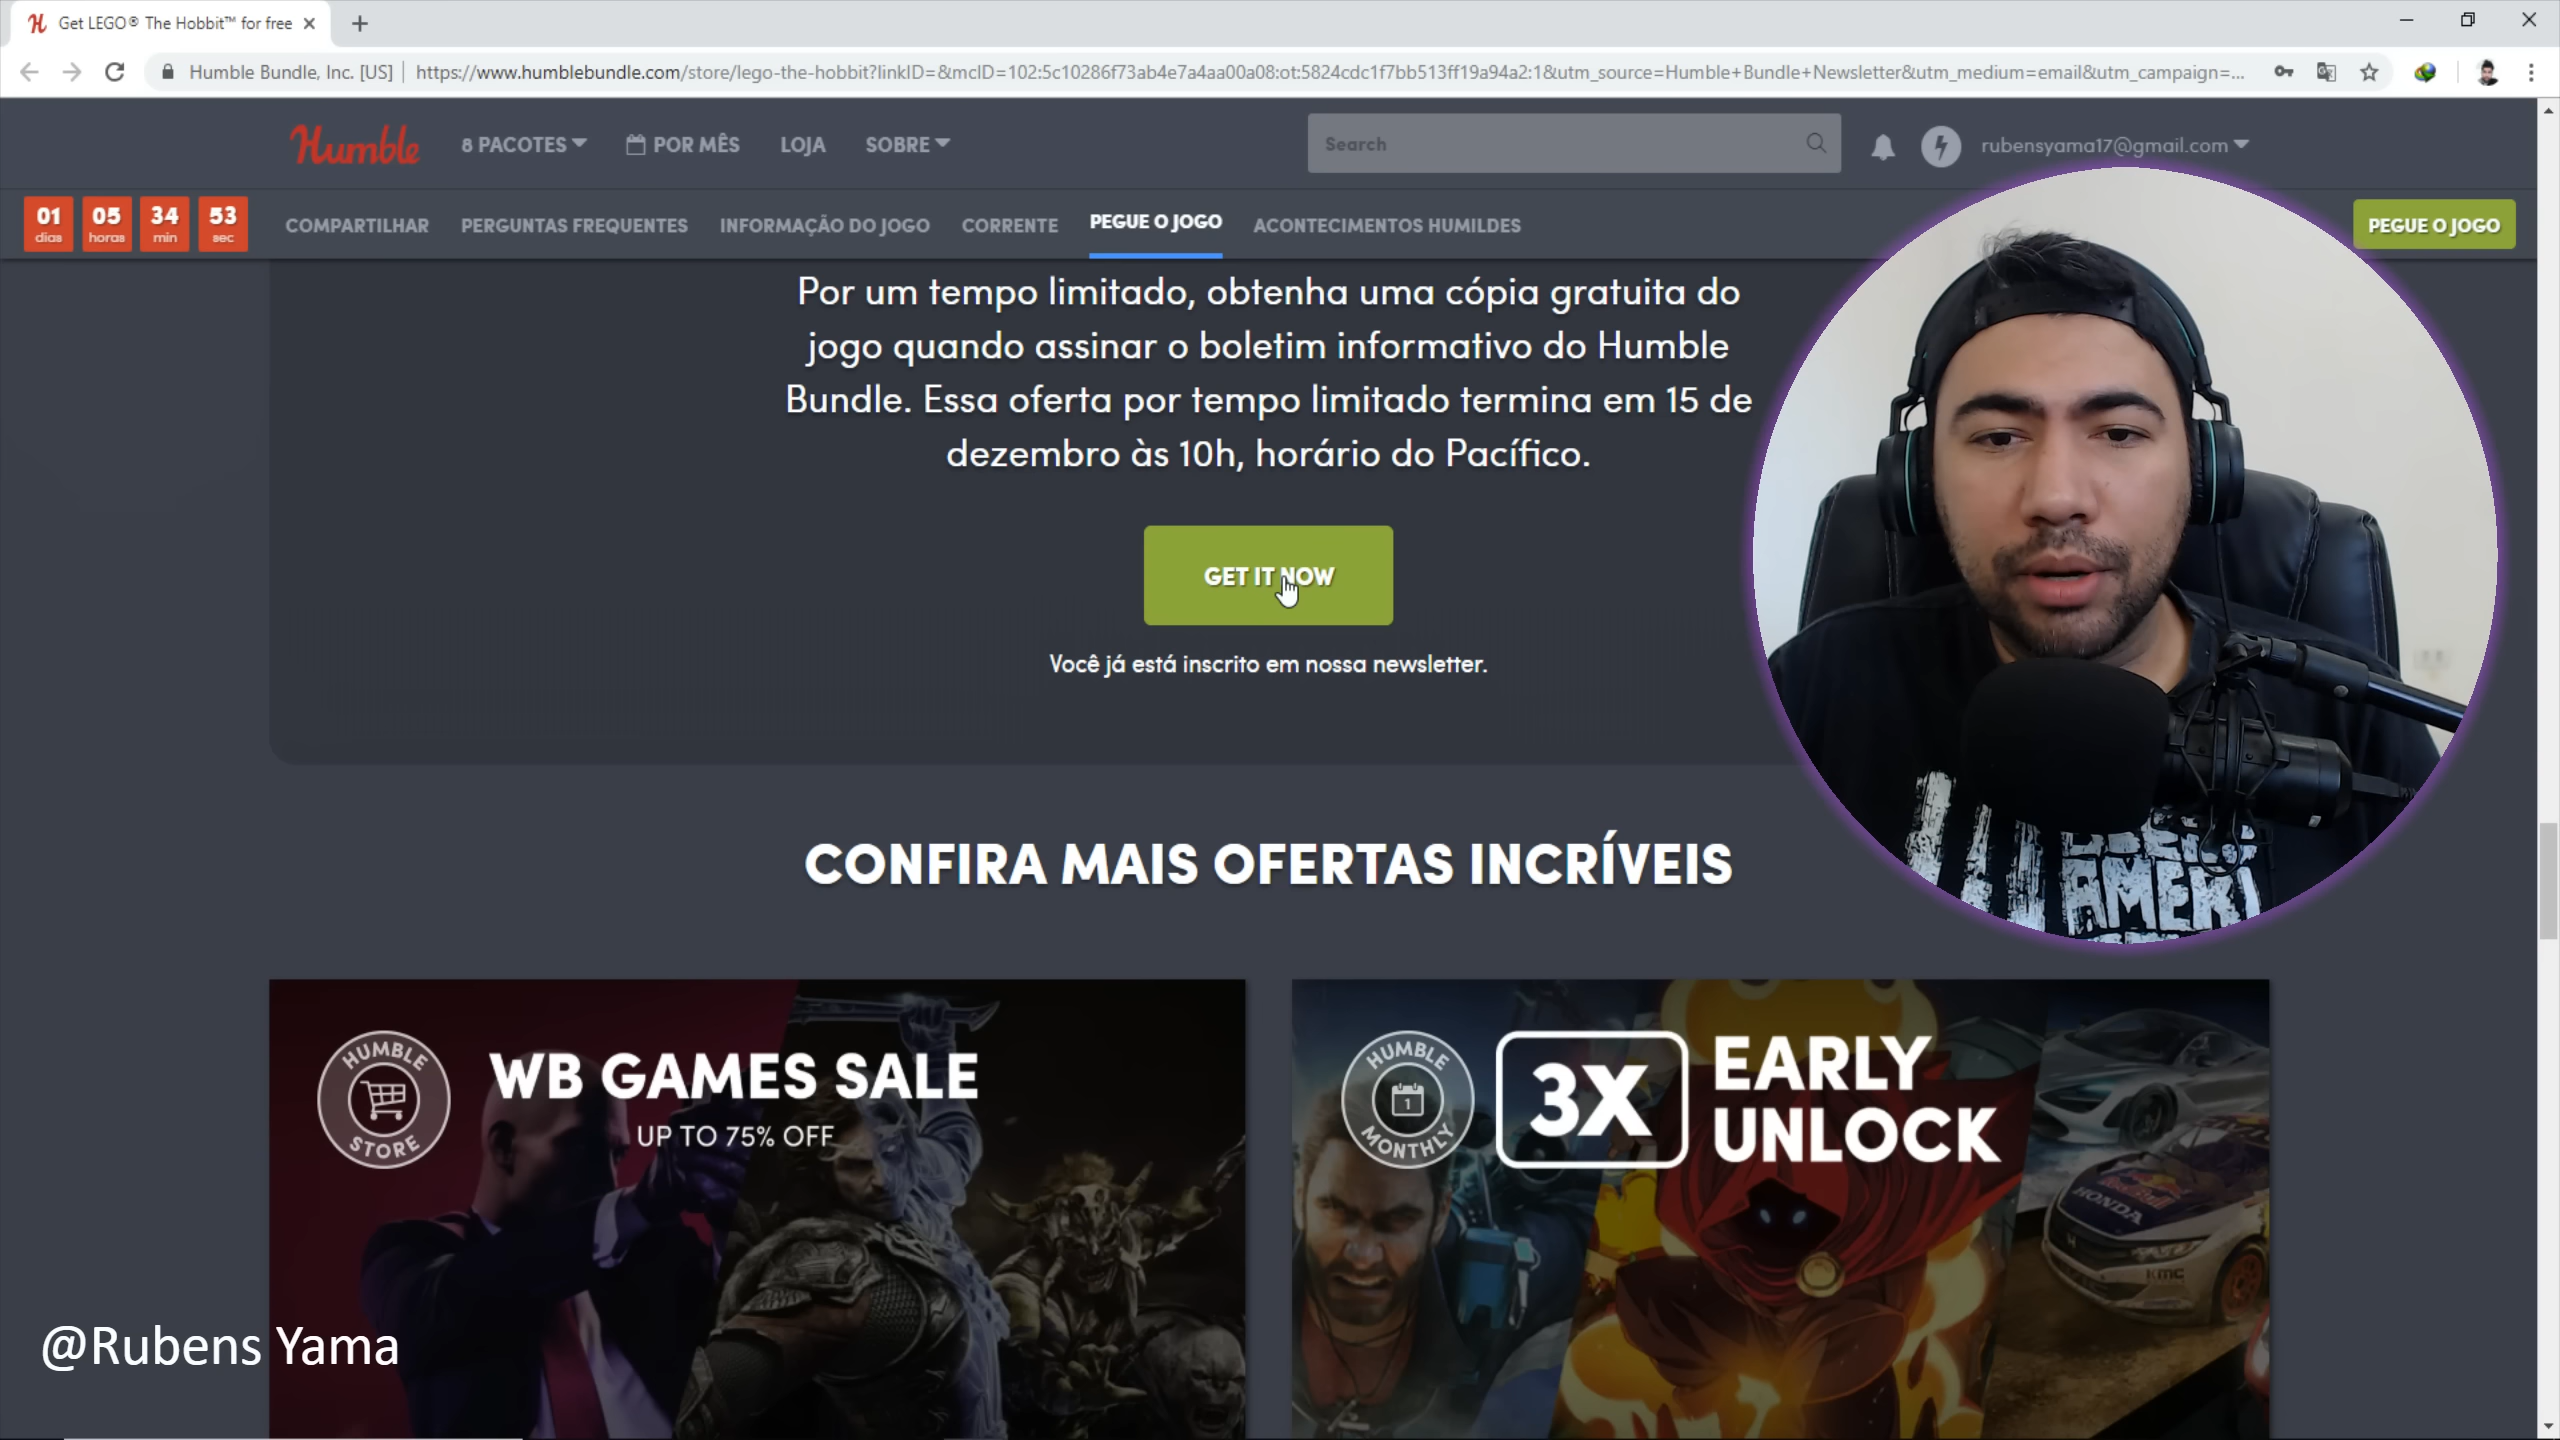 Get LEGO® The Hobbit™ for free
Humble Bundle, Inc. [US]
https://www.humblebundle.com/store/lego-the-hobbit?linkID=&mcID=102:5c10286f73ab4e7a4aa00a08:ot:5824cdc1f7bb513ff19a94a2:1&utm_source=Humble+Bundle+Newsletter&utm_medium=email&utm_campaign=...
Humble
8 PACOTES
POR MÊS
LOJA
SOBRE
Search
rubensyama17@gmail.com
01 dias
05 horas
34 min
53 sec
COMPARTILHAR
PERGUNTAS FREQUENTES
INFORMAÇÃO DO JOGO
CORRENTE
PEGUE O JOGO
ACONTECIMENTOS HUMILDES
PEGUE O JOGO
Por um tempo limitado, obtenha uma cópia gratuita do
jogo quando assinar o boletim informativo do Humble
Bundle. Essa oferta por tempo limitado termina em 15 de
dezembro às 10h, horário do Pacífico.
GET IT NOW
Você já está inscrito em nossa newsletter.
CONFIRA MAIS OFERTAS INCRÍVEIS
HUMBLE STORE
WB GAMES SALE
UP TO 75% OFF
HUMBLE 1 MONTHLY
3X
EARLY
UNLOCK
Red Bull
HONDA
KMC
@Rubens Yama